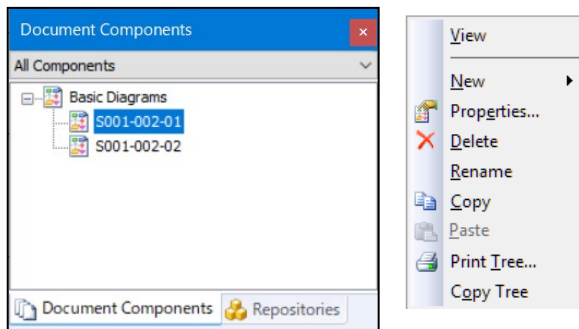 Document Components
All Components
Basic Diagrams
S001-002-01
S001-002-02
Document Components
Repositories
View
New
Properties...
Delete
Rename
Copy
Paste
Print Tree...
Copy Tree